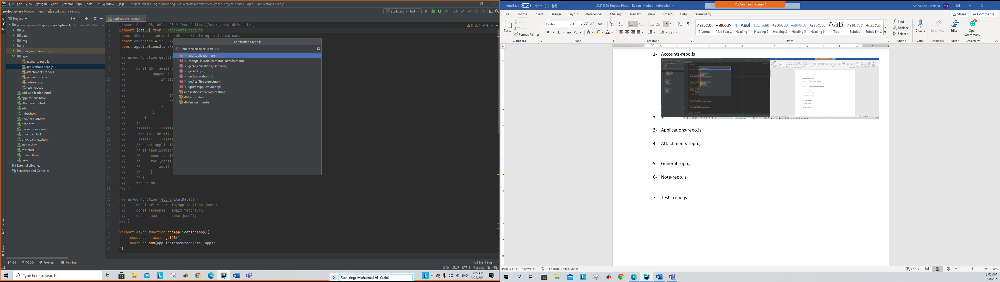 File Edit View Navigate Code Refactor Run Tools Git Window Help project-phase1-Login [D:\Spring2021\WebDevolopment\unSynced\project-phase1-Login] - applications-repo.js
project-phase1-Login repo applications-repo.js
applications.html
Git:
Project
applications-repo.js
project-phase1-Login [project-phase1] D:\Spring2021\WebDev
css
data
img
js
node_modules library root
repo
accounts-repo.js
applications-repo.js
attachments-repo.js
general-repo.js
note-repo.js
tests-repo.js
add-application.html
applications.html
attachment.html
edit.html
index.html
newAccount.html
note.html
package-lock.json
principal.html
principal-view.html
statics .html
test.html
update.html
view.html
External Libraries
Scratches and Consoles
Project
Structure
Favorites
5 4 4
1 import { openDB, deleteDB } from 'https://unpkg.com/idb?module';
2 import {getDB} from './accounts-repo.js'
3 const dbName = 'admission-db'; // string, database name
4 const dbVersion = 1; //
5 const applicationsStoreNa
6
7 // async function getDB()
8 //
9 // const db = await o
10 // upgrade(db
11 // if (!d
12 // co
13 //
14 // }
15 // he
16 // }
17 // },
18 // }
19 // );
20 // /******************
21 // *** Init DB with
22 // ******************
23 // // const applicati
24 // // if (application
25 // // const appli
26 // // for (const
27 // // await d
28 // // }
29 // // }
30 // return db;
31 // }
32
33 // async function fetchinitalData() {
34 // const url = './data/applications.json';
35 // const response = await fetch(url);
36 // return await response.json();
37 // }
38
39 export async function addApplication(app){
40 const db = await getDB();
41 await db.add(applicationsStoreName, app);
42 }
applications-repo.js
Inherited members (Ctrl+F12)
addApplication(app)
changeLink(oldUsername, newUsername)
getAllAplications(username)
getAllApps()
getApplication(id)
getPastThreeApps(num)
updateApplication(app)
applicationsStoreName: string
dbName: string
dbVersion: number
Git TODO Problems Terminal
Event Log
2:40 CRLF UTF-8 4 spaces
Type here to search
Speaking: Mohamed Al-Yazidi
ENG
3:05 AM
3/28/2021
AutoSave Off
CMPS350-Project-Phase1-Report-Module1-Admission
You're sharing screen 1.
Mohamed Elwaleed ME
File Home Insert Design Layout References Mailings Review View Zotero Help Grammarly
Share Comments
Paste
Cut
Copy
Format Painter
Clipboard
Calibri 11
Font
Paragraph
AaBbCcDc AaBbCcDc 1. AaBl 1.1. AaB AaBbCcD AaBbCcDc AaBbCcDc AaBbCcDc AaB AaBbCcD AaBbCcDc
¶ Normal ¶ No Spac... Heading 1 Heading 2 Heading 3 Heading 5 Heading 6 Title Subtitle Subtle Em...
Styles
Find
Replace
Select
Editing
Dictate
Voice
Sensitivity
Sensitivity
Editor
Editor
Open Grammarly
Grammarly
1- Accounts-repo.js
2-
3- Applications-repo.js
4- Attachments-repo.js
5- General-repo.js
6- Note-repo.js
7- Tests-repo.js
Page 3 of 4 429 words English (United States)
Focus
130%
3:05 AM
3/28/2021